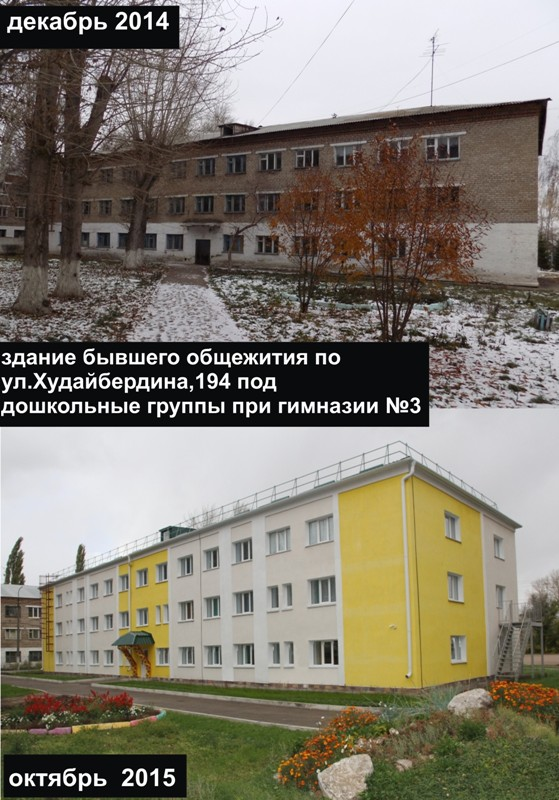 декабрь 2014
здание бывшего общежития по
ул.Худайбердина,194 под
дошкольные группы при гимназии №3
октябрь 2015